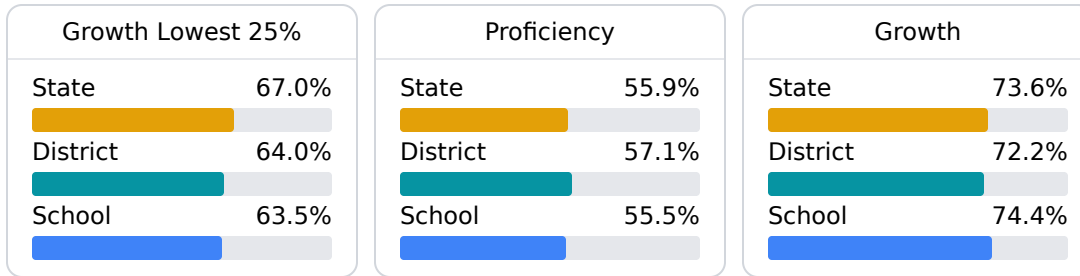 Growth Lowest 25%
State 67.0%
District 64.0%
School 63.5%
Proficiency
State 55.9%
District 57.1%
School 55.5%
Growth
State 73.6%
District 72.2%
School 74.4%